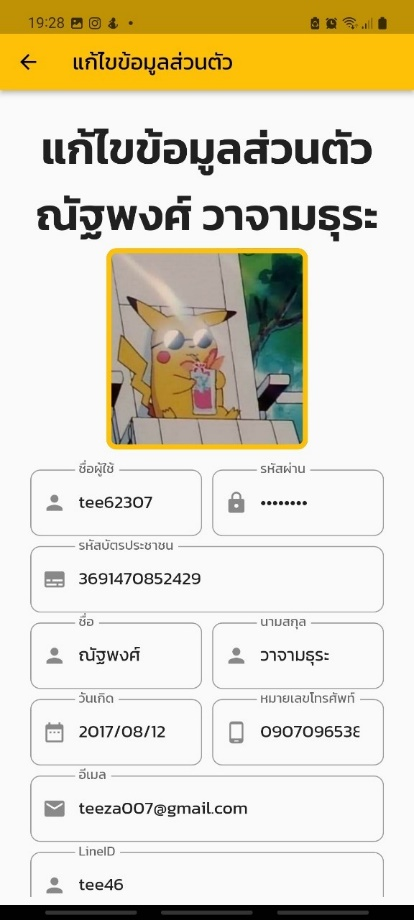 19:28
แก้ไขข้อมูลส่วนตัว
แก้ไขข้อมูลส่วนตัว
ณัฐพงศ์ วาจามธุระ
ชื่อผู้ใช้ รหัสผ่าน
tee62307 ••••••••
รหัสบัตรประชาชน
3691470852429
ชื่อ นามสกุล
ณัฐพงศ์ วาจามธุระ
วันเกิด หมายเลขโทรศัพท์
2017/08/12 090709653
อีเมล
teeza007@gmail.com
LineID
tee46